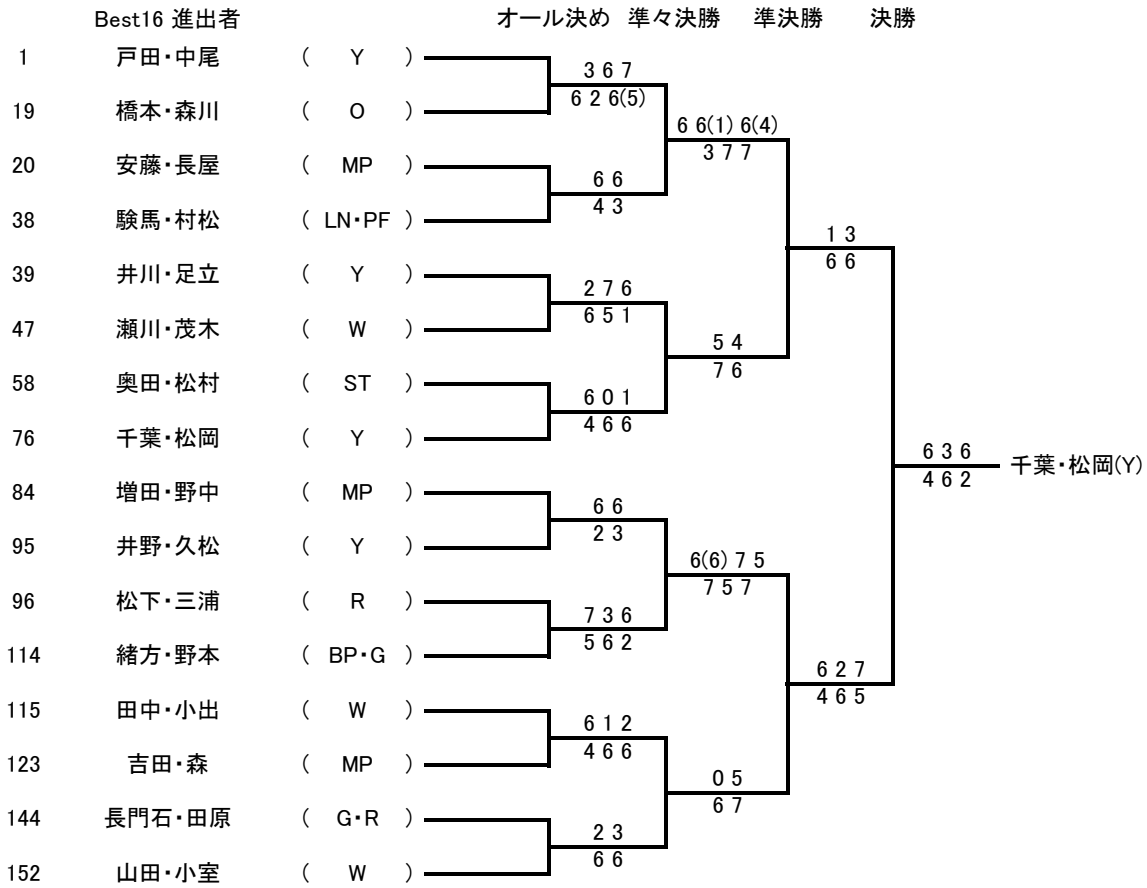 Best16 進出者 オール決め 準々決勝 準決勝 決勝
1 戸田・中尾 ( Y )
3 6 7
6 2 6(5)
19 橋本・森川 ( O )
6 6(1) 6(4)
3 7 7
20 安藤・長屋 ( MP )
6 6
4 3
38 験馬・村松 ( LN・PF )
1 3
6 6
39 井川・足立 ( Y )
2 7 6
6 5 1
47 瀬川・茂木 ( W )
5 4
7 6
58 奥田・松村 ( ST )
6 0 1
4 6 6
76 千葉・松岡 ( Y )
6 3 6
4 6 2
千葉・松岡(Y)
84 増田・野中 ( MP )
6 6
2 3
95 井野・久松 ( Y )
6(6) 7 5
7 5 7
96 松下・三浦 ( R )
7 3 6
5 6 2
114 緒方・野本 ( BP・G )
6 2 7
4 6 5
115 田中・小出 ( W )
6 1 2
4 6 6
123 吉田・森 ( MP )
0 5
6 7
144 長門石・田原 ( G・R )
2 3
6 6
152 山田・小室 ( W )